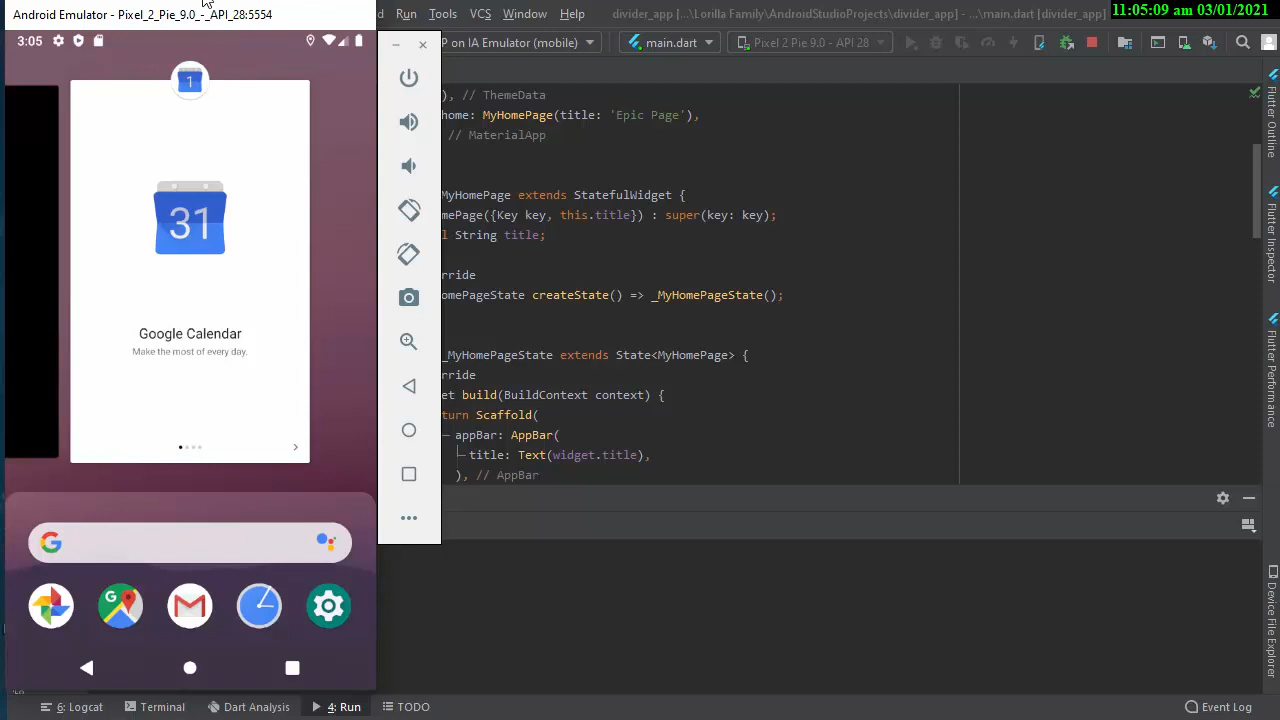 Android Emulator - Pixel_2_Pie_9.0_-_API_28:5554
Run Tools VCS Window Help divider_app [...\Lorilla Family\AndroidStudioProjects\divider_app] - ...\main.dart [divider_app]
11:05:09 am 03/01/2021
3:05
P on IA Emulator (mobile) main.dart Pixel 2 Pie 9.0 - API 28
1
31
Google Calendar
Make the most of every day.
), // ThemeData
home: MyHomePage(title: 'Epic Page'),
// MaterialApp
MyHomePage extends StatefulWidget {
omePage({Key key, this.title}) : super(key: key);
l String title;
rride
omePageState createState() => _MyHomePageState();
_MyHomePageState extends State<MyHomePage> {
rride
et build(BuildContext context) {
turn Scaffold(
appBar: AppBar(
title: Text(widget.title),
), // AppBar
Flutter Outline
Flutter Inspector
Flutter Performance
Device File Explorer
6: Logcat Terminal Dart Analysis 4: Run TODO Event Log